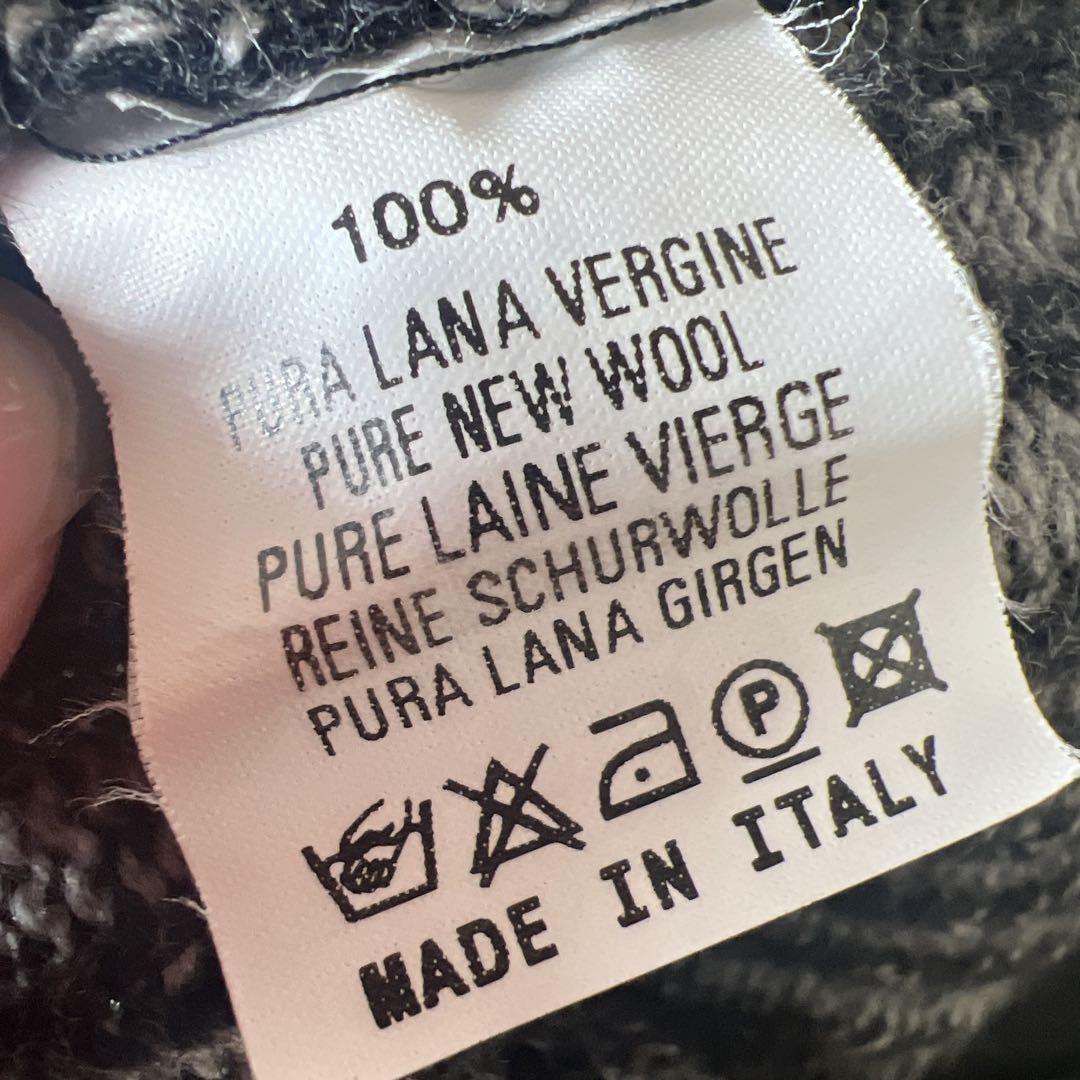 100%
PURA LANA VERGINE
PURE NEW WOOL
PURE LAINE VIERGE
REINE SCHURWOLLE
PURA LANA GIRGEN
P
MADE IN ITALY